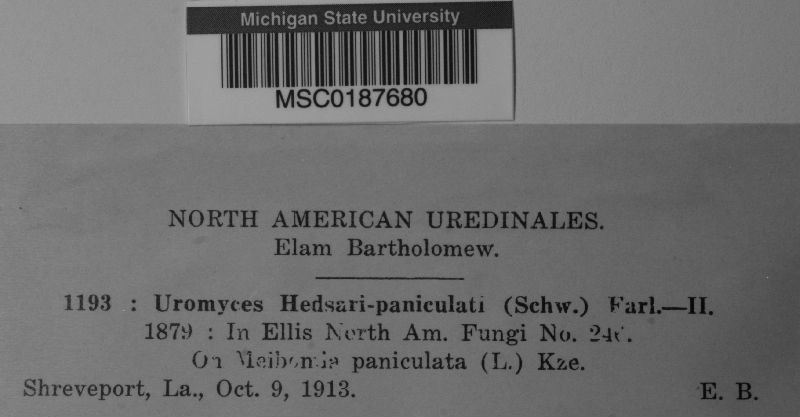 Michigan State University
MSC0187680
NORTH AMERICAN UREDINALES.
Elam Bartholomew.
1193 : Uromyces Hedsari-paniculati (Schw.) Farl.—II.
1879 : In Ellis North Am. Fungi No.
On Meibomia paniculata (L.) Kze.
Shreveport, La., Oct. 9, 1913. E. B.